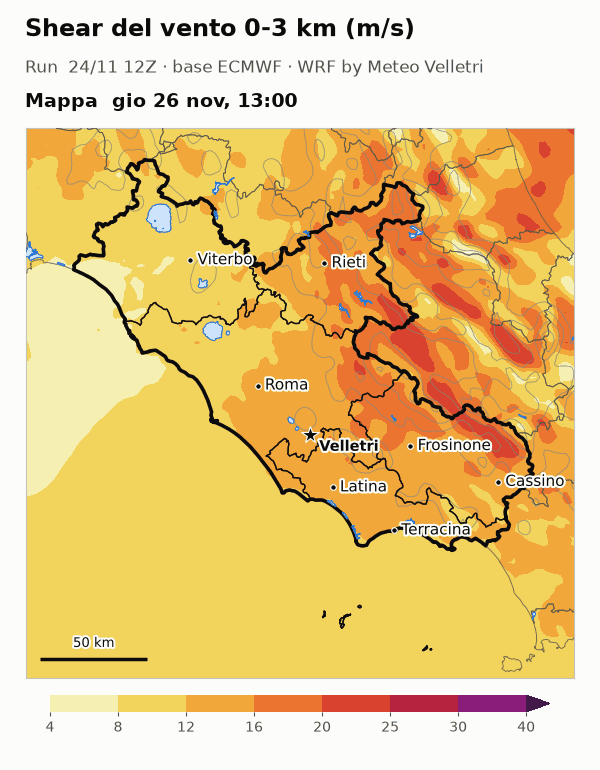 Shear del vento 0-3 km (m/s)
Run  24/11 12Z · base ECMWF · WRF by Meteo Velletri
Mappa  gio 26 nov, 13:00
Viterbo
Rieti
Roma
Velletri
Frosinone
Latina
Cassino
Terracina
50 km
4 8 12 16 20 25 30 40